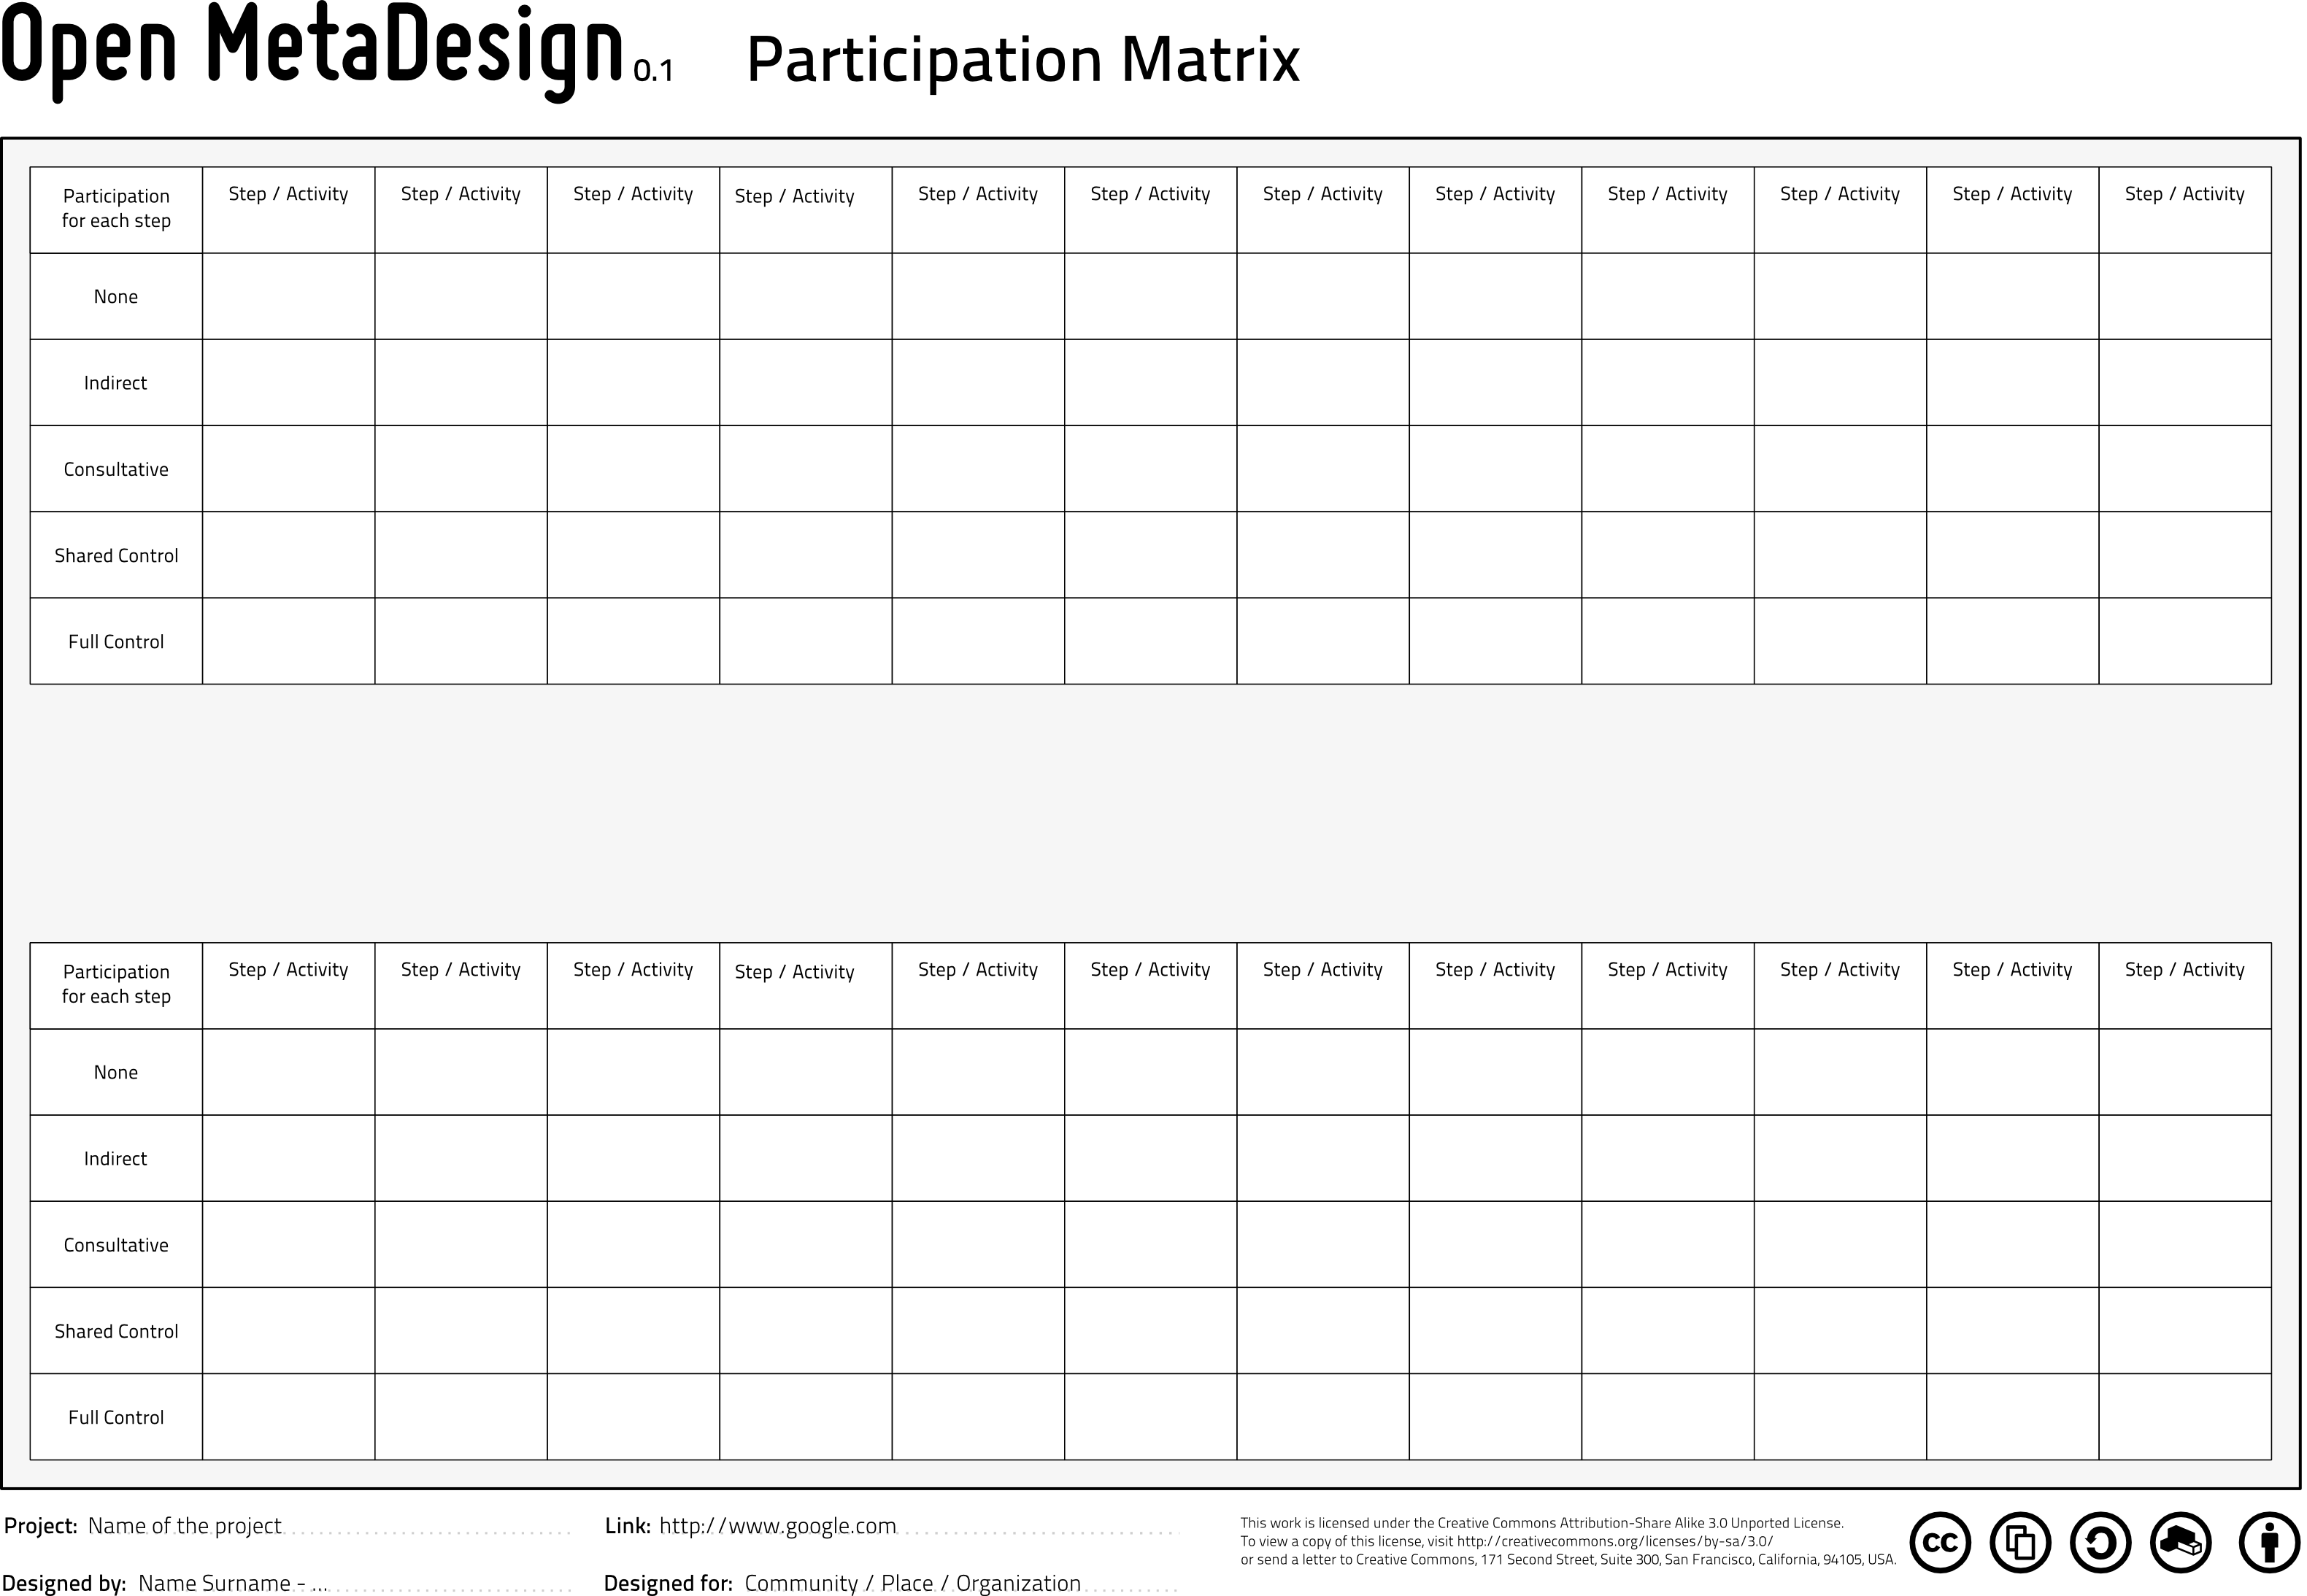 Open MetaDesign 0.1 Participation Matrix
Participation for each step Step / Activity Step / Activity Step / Activity Step / Activity Step / Activity Step / Activity Step / Activity Step / Activity Step / Activity Step / Activity Step / Activity Step / Activity
None
Indirect
Consultative
Shared Control
Full Control
Participation for each step Step / Activity Step / Activity Step / Activity Step / Activity Step / Activity Step / Activity Step / Activity Step / Activity Step / Activity Step / Activity Step / Activity Step / Activity
None
Indirect
Consultative
Shared Control
Full Control
Project: Name of the project
Link: http://www.google.com
Designed by: Name Surname - ...
Designed for: Community / Place / Organization
This work is licensed under the Creative Commons Attribution-Share Alike 3.0 Unported License.
To view a copy of this license, visit http://creativecommons.org/licenses/by-sa/3.0/
or send a letter to Creative Commons, 171 Second Street, Suite 300, San Francisco, California, 94105, USA.
cc